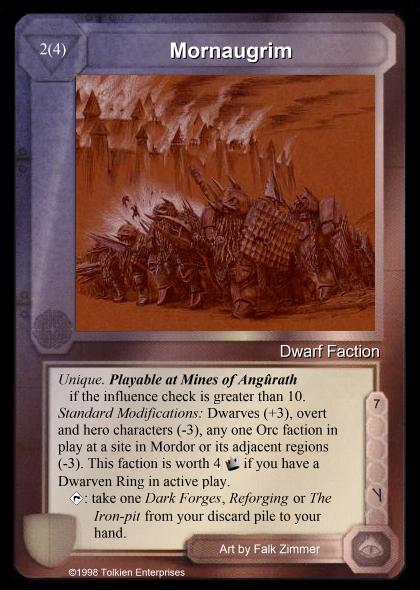 2(4)
Mornaugrim
Dwarf Faction
Unique. Playable at Mines of Angûrath
if the influence check is greater than 10.
Standard Modifications: Dwarves (+3), overt
and hero characters (-3), any one Orc faction in
play at a site in Mordor or its adjacent regions
(-3). This faction is worth 4 if you have a
Dwarven Ring in active play.
: take one Dark Forges, Reforging or The
Iron-pit from your discard pile to your
hand.
7
Art by Falk Zimmer
©1998 Tolkien Enterprises